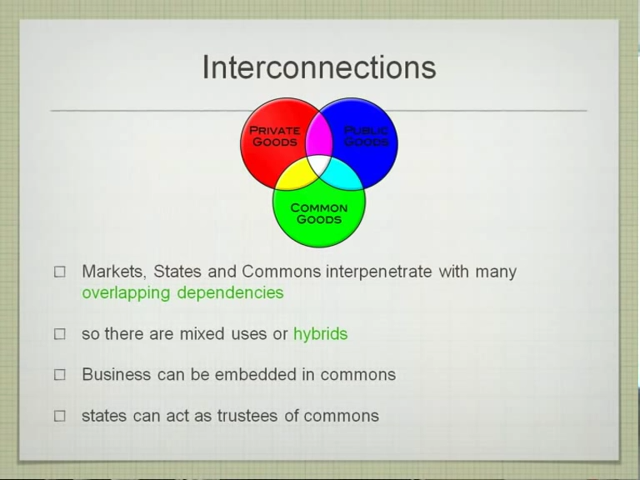 Interconnections
PRIVATE
GOODS
PUBLIC
GOODS
COMMON
GOODS
Markets, States and Commons interpenetrate with many
overlapping dependencies
so there are mixed uses or hybrids
Business can be embedded in commons
states can act as trustees of commons